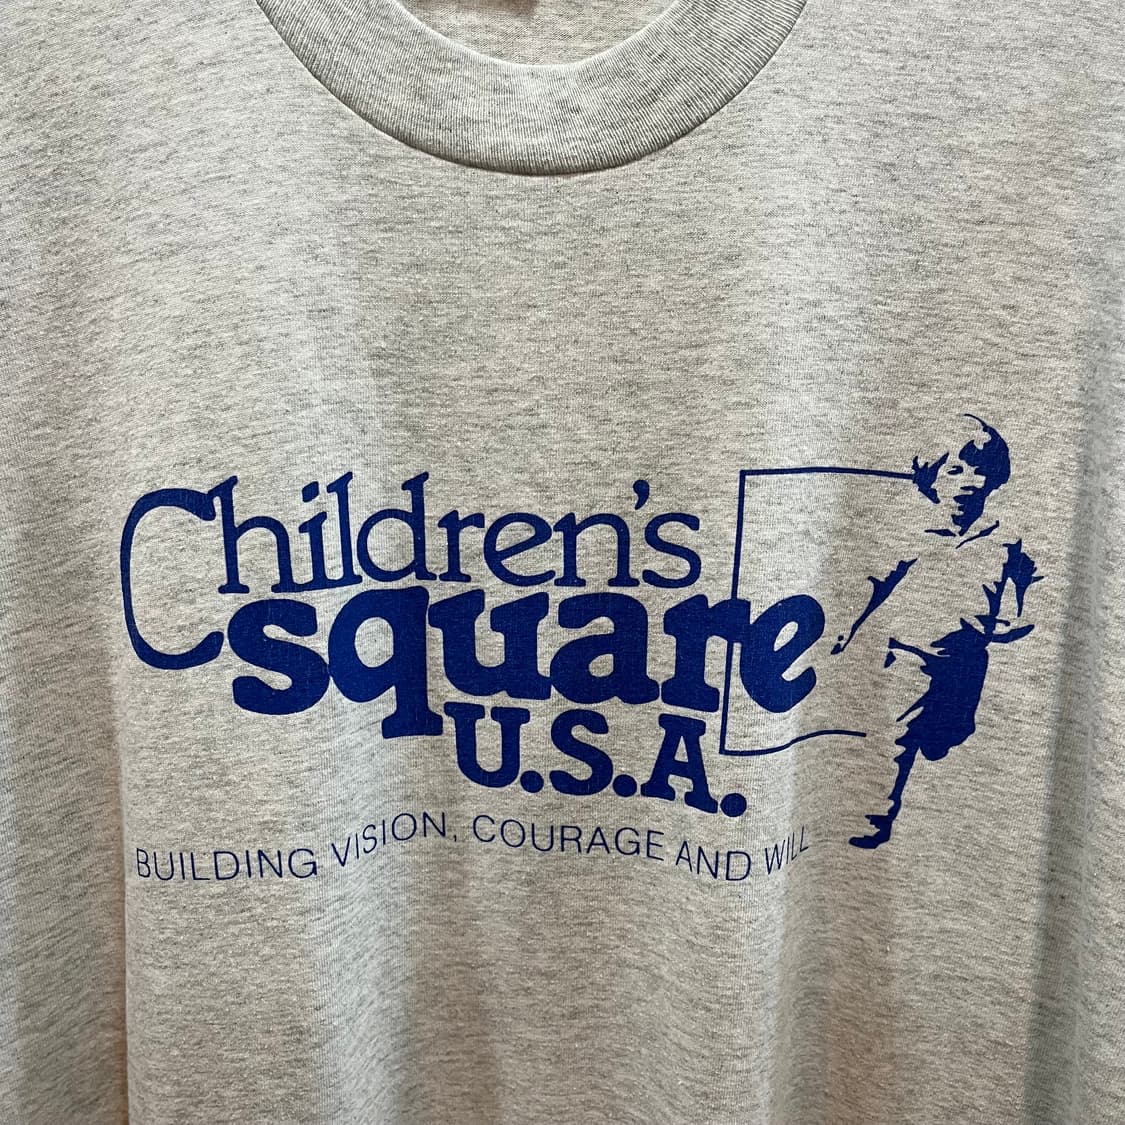 Children's
square
U.S.A.
BUILDING VISION, COURAGE AND WILL